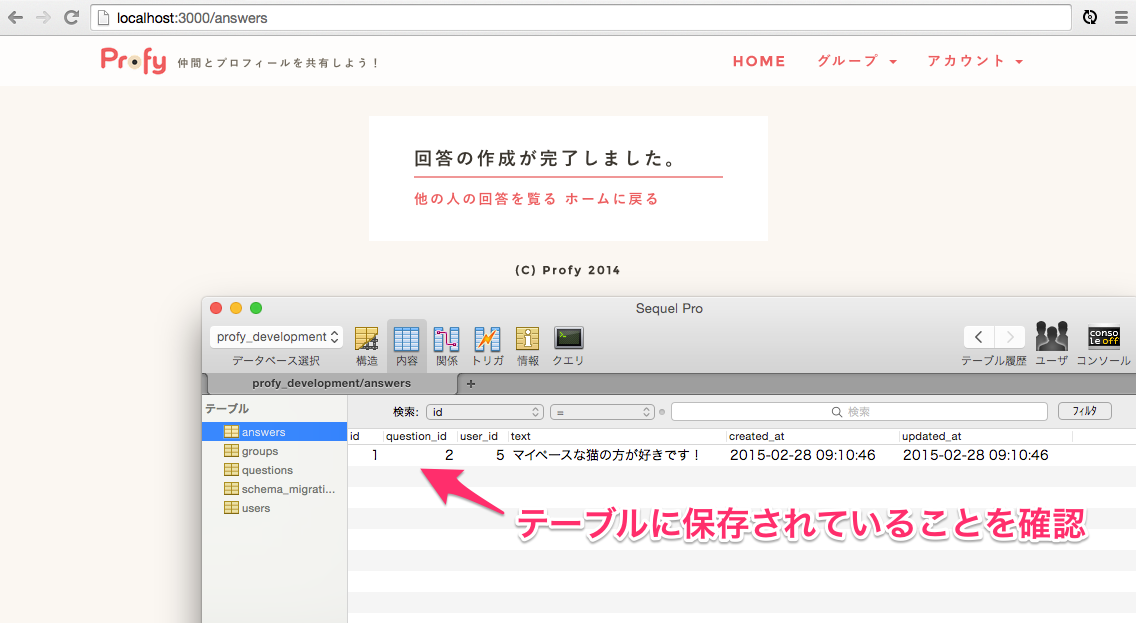 localhost:3000/answers
Profy 仲間とプロフィールを共有しよう！ HOME グループ アカウント
回答の作成が完了しました。
他の人の回答を覧る ホームに戻る
(C) Profy 2014
Sequel Pro
profy_development
データベース選択 構造 内容 関係 トリガ 情報 クエリ テーブル履歴 ユーザ コンソール
conso
le off
profy_development/answers +
テーブル 検索: id = 検索 フィルタ
id question_id user_id text created_at updated_at
answers
1 2 5 マイペースな猫の方が好きです！ 2015-02-28 09:10:46 2015-02-28 09:10:46
groups
questions
schema_migrati...
users
テーブルに保存されていることを確認